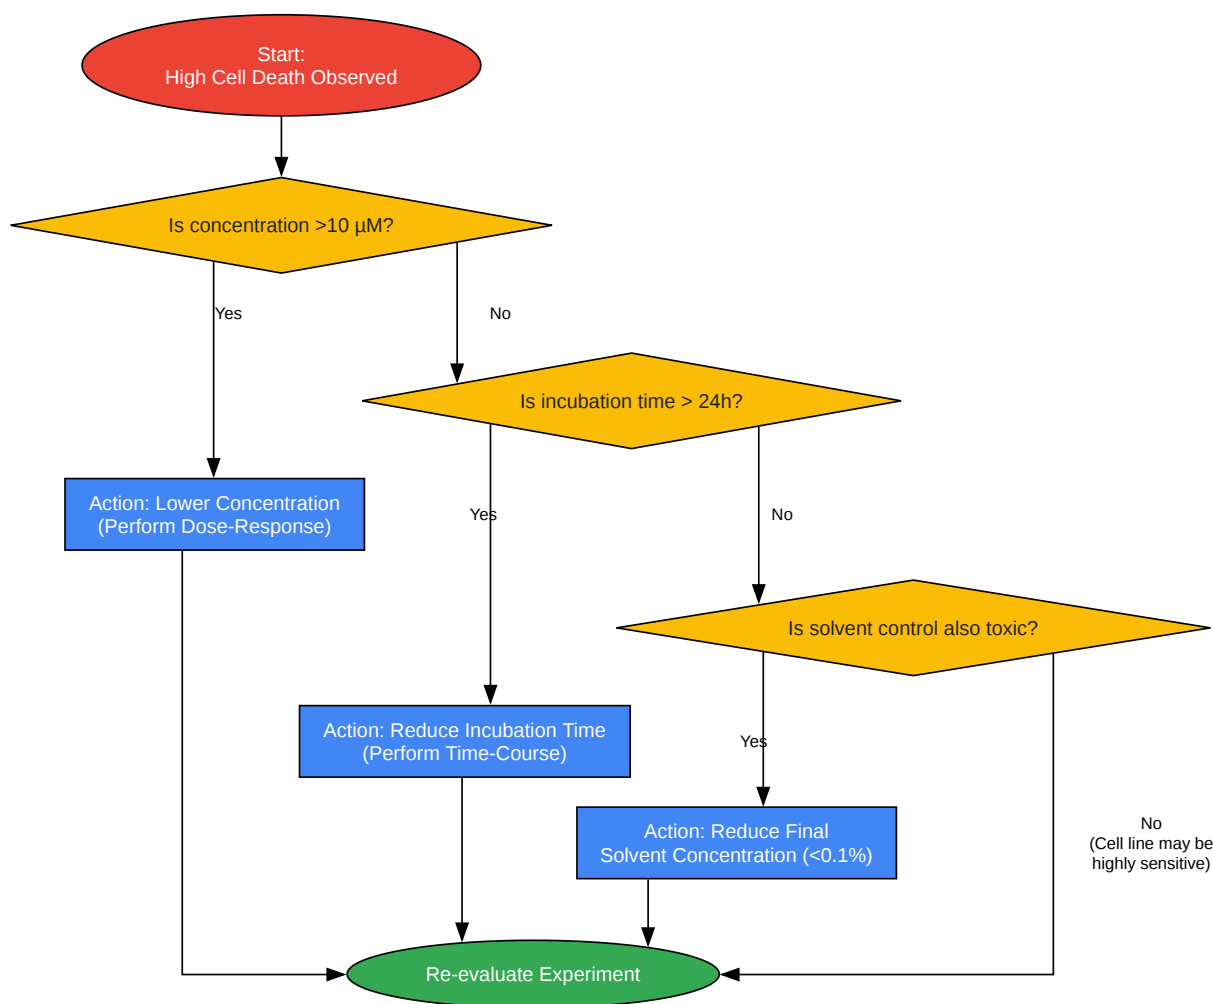 Start:
High Cell Death Observed
Is concentration >10 µM?
Yes
No
Is incubation time > 24h?
Action: Lower Concentration
(Perform Dose-Response)
Yes
No
Is solvent control also toxic?
Action: Reduce Incubation Time
(Perform Time-Course)
Yes
Action: Reduce Final
Solvent Concentration (<0.1%)
No
(Cell line may be
highly sensitive)
Re-evaluate Experiment